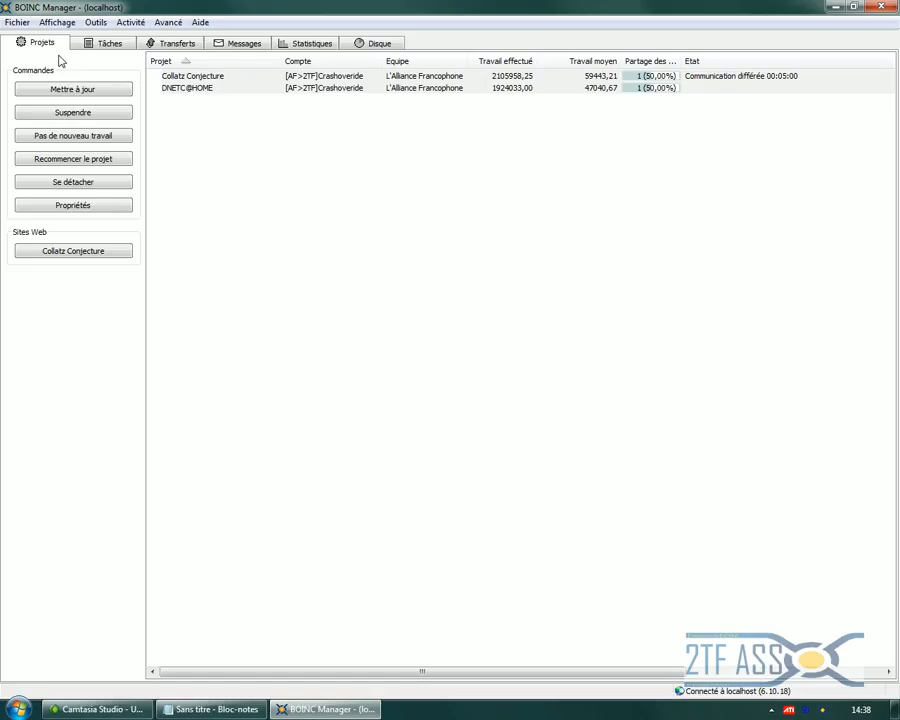 BOINC Manager - (localhost)
Fichier Affichage Outils Activité Avancé Aide
Projets Tâches Transferts Messages Statistiques Disque
Commandes
Mettre à jour
Suspendre
Pas de nouveau travail
Recommencer le projet
Se détacher
Propriétés
Sites Web
Collatz Conjecture
Projet Compte Equipe Travail effectué Travail moyen Partage des ... Etat
Collatz Conjecture [AF>2TF]Crashoveride L'Alliance Francophone 2105958,25 59443,21 1 (50,00%) Communication différée 00:05:00
DNETC@HOME [AF>2TF]Crashoveride L'Alliance Francophone 1924033,00 47040,67 1 (50,00%)
2TF ASS
Connecté à localhost (6.10.18)
Camtasia Studio - U... Sans titre - Bloc-notes BOINC Manager - (lo... ATI 14:38